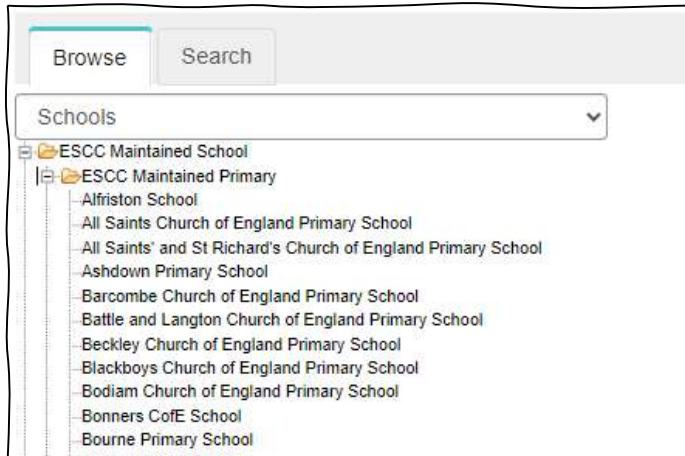 Browse Search
Schools
ESCC Maintained School
ESCC Maintained Primary
Alfriston School
All Saints Church of England Primary School
All Saints' and St Richard's Church of England Primary School
Ashdown Primary School
Barcombe Church of England Primary School
Battle and Langton Church of England Primary School
Beckley Church of England Primary School
Blackboys Church of England Primary School
Bodiam Church of England Primary School
Bonners CofE School
Bourne Primary School